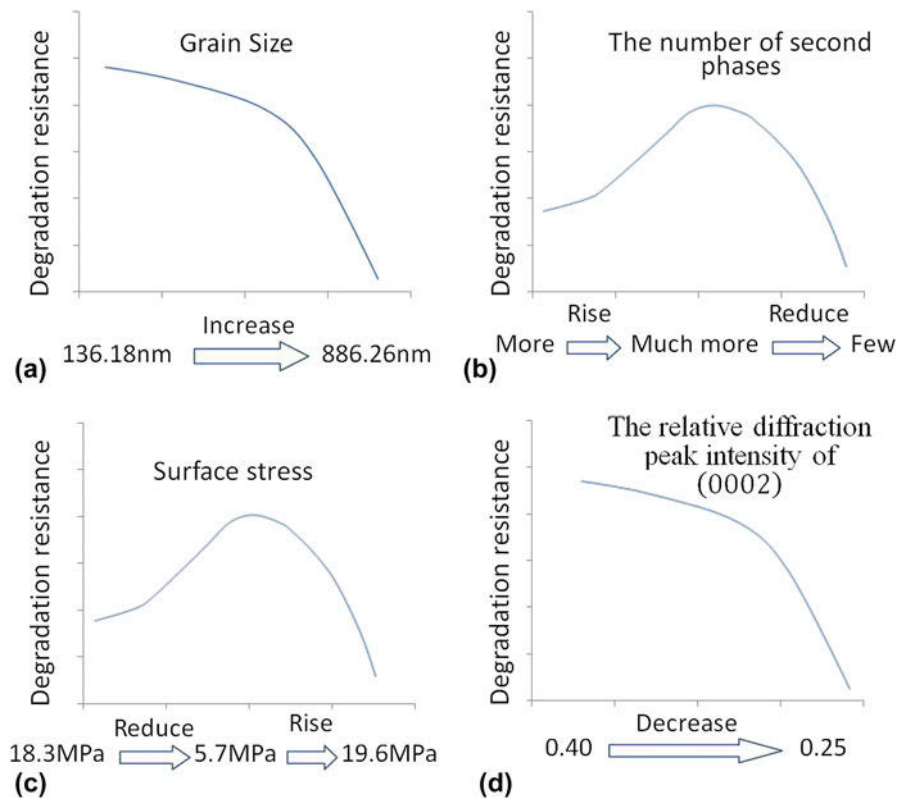 Grain Size
Degradation resistance
Increase
136.18nm 886.26nm
(a)
The number of second
phases
Degradation resistance
Rise Reduce
More Much more Few
(b)
Surface stress
Degradation resistance
Reduce Rise
18.3MPa 5.7MPa 19.6MPa
(c)
The relative diffraction
peak intensity of
(0002)
Degradation resistance
Decrease
0.40 0.25
(d)